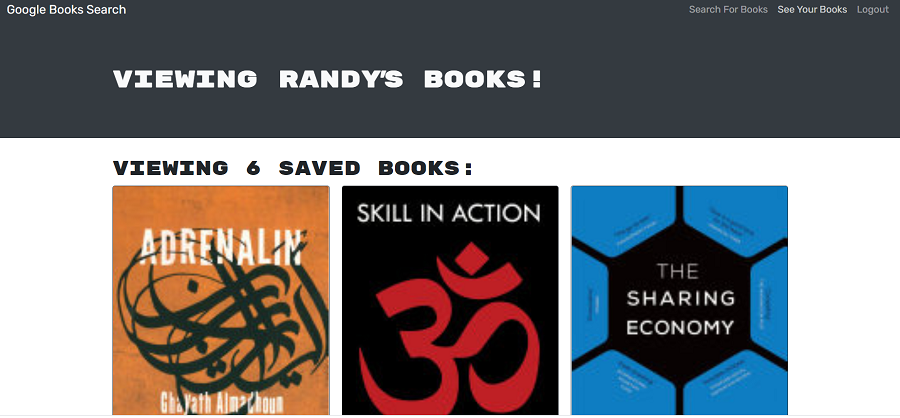 Google Books Search
Search For Books See Your Books Logout
VIEWING RANDY'S BOOKS!
VIEWING 6 SAVED BOOKS:
ADRENALIN
Ghayath Almadhoun
SKILL IN ACTION
THE
SHARING
ECONOMY